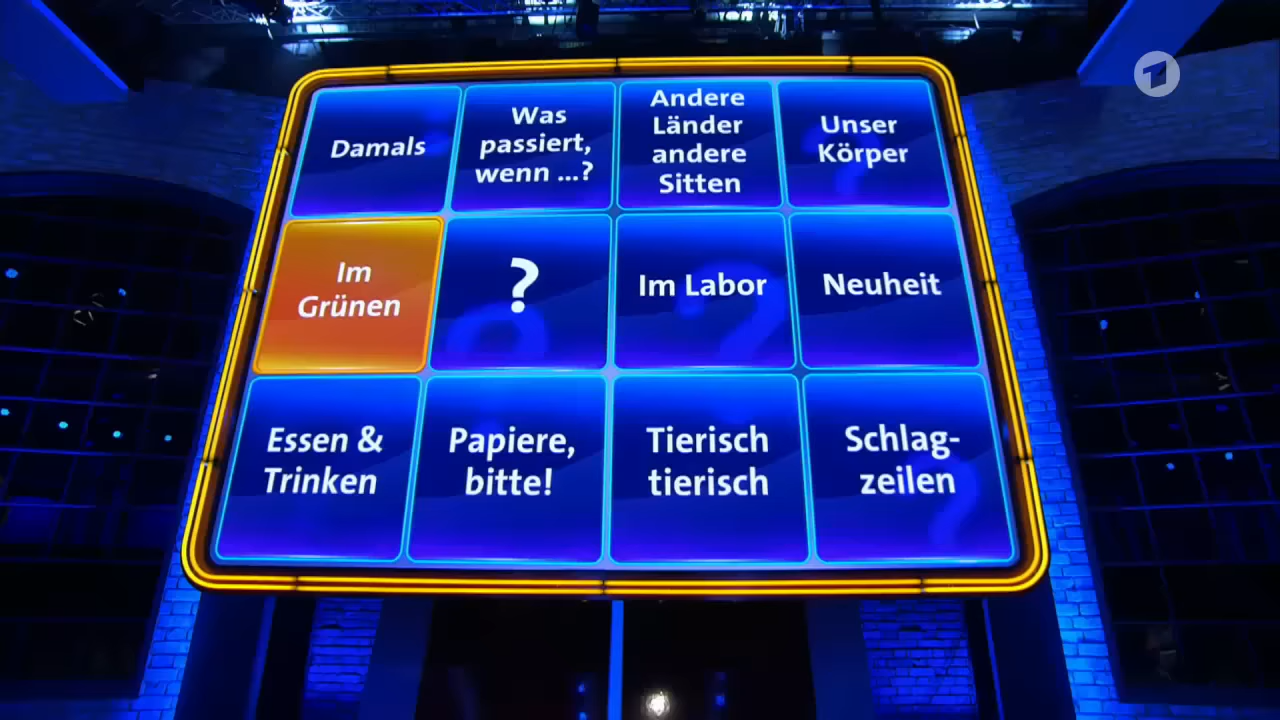 Damals
Was
passiert,
wenn ...?
Andere
Länder
andere
Sitten
Unser
Körper
Im
Grünen
?
Im Labor
Neuheit
Essen &
Trinken
Papiere,
bitte!
Tierisch
tierisch
Schlag-
zeilen
1